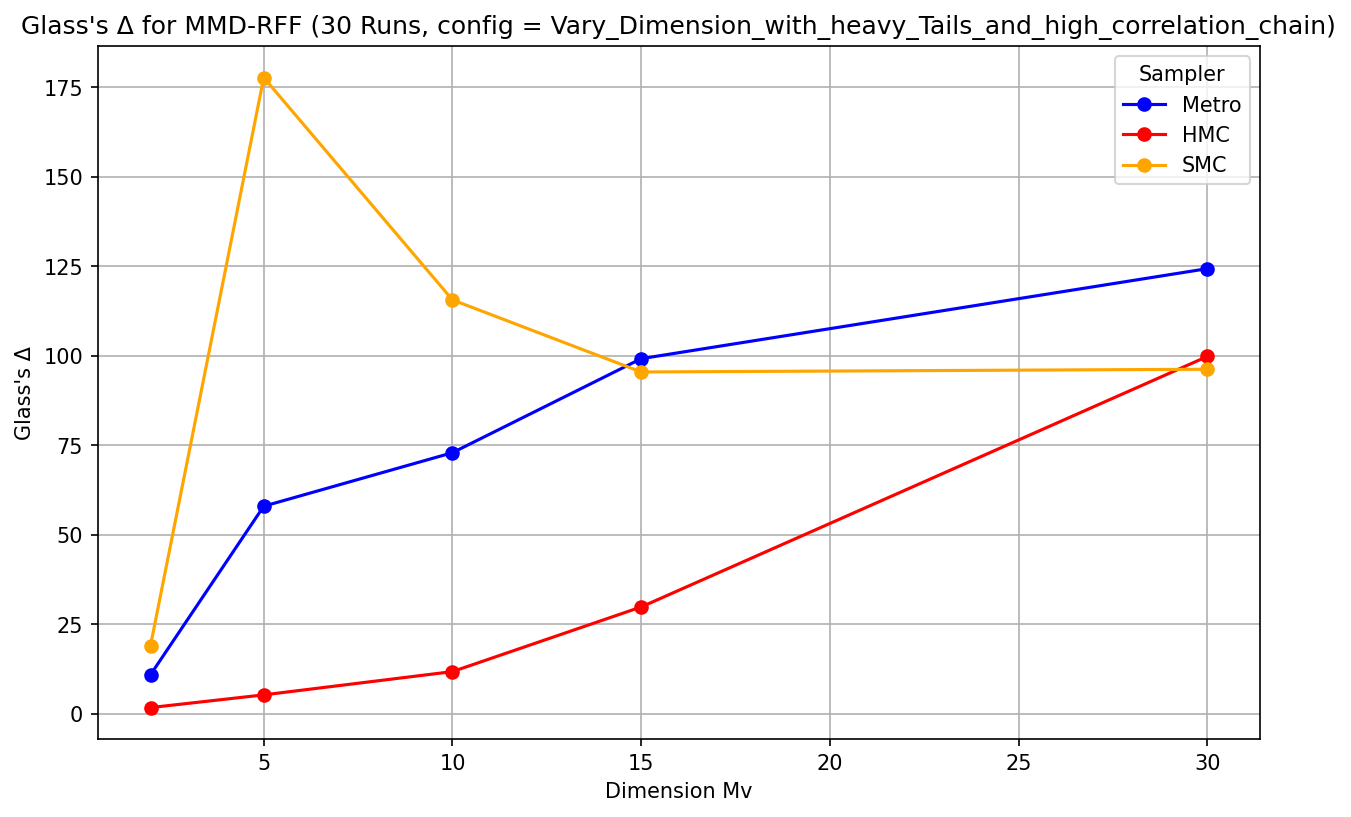 Glass's Δ for MMD-RFF (30 Runs, config = Vary_Dimension_with_heavy_Tails_and_high_correlation_chain)
Sampler
Metro
HMC
SMC
Glass's Δ
175
150
125
100
75
50
25
0
5 10 15 20 25 30
Dimension Mv